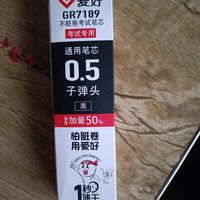 爱好
GR7189
不脏卷考试笔芯
考试专用
通用笔芯
0.5
子弹头
黑
加量50%
怕脏卷
用爱好
1秒速干